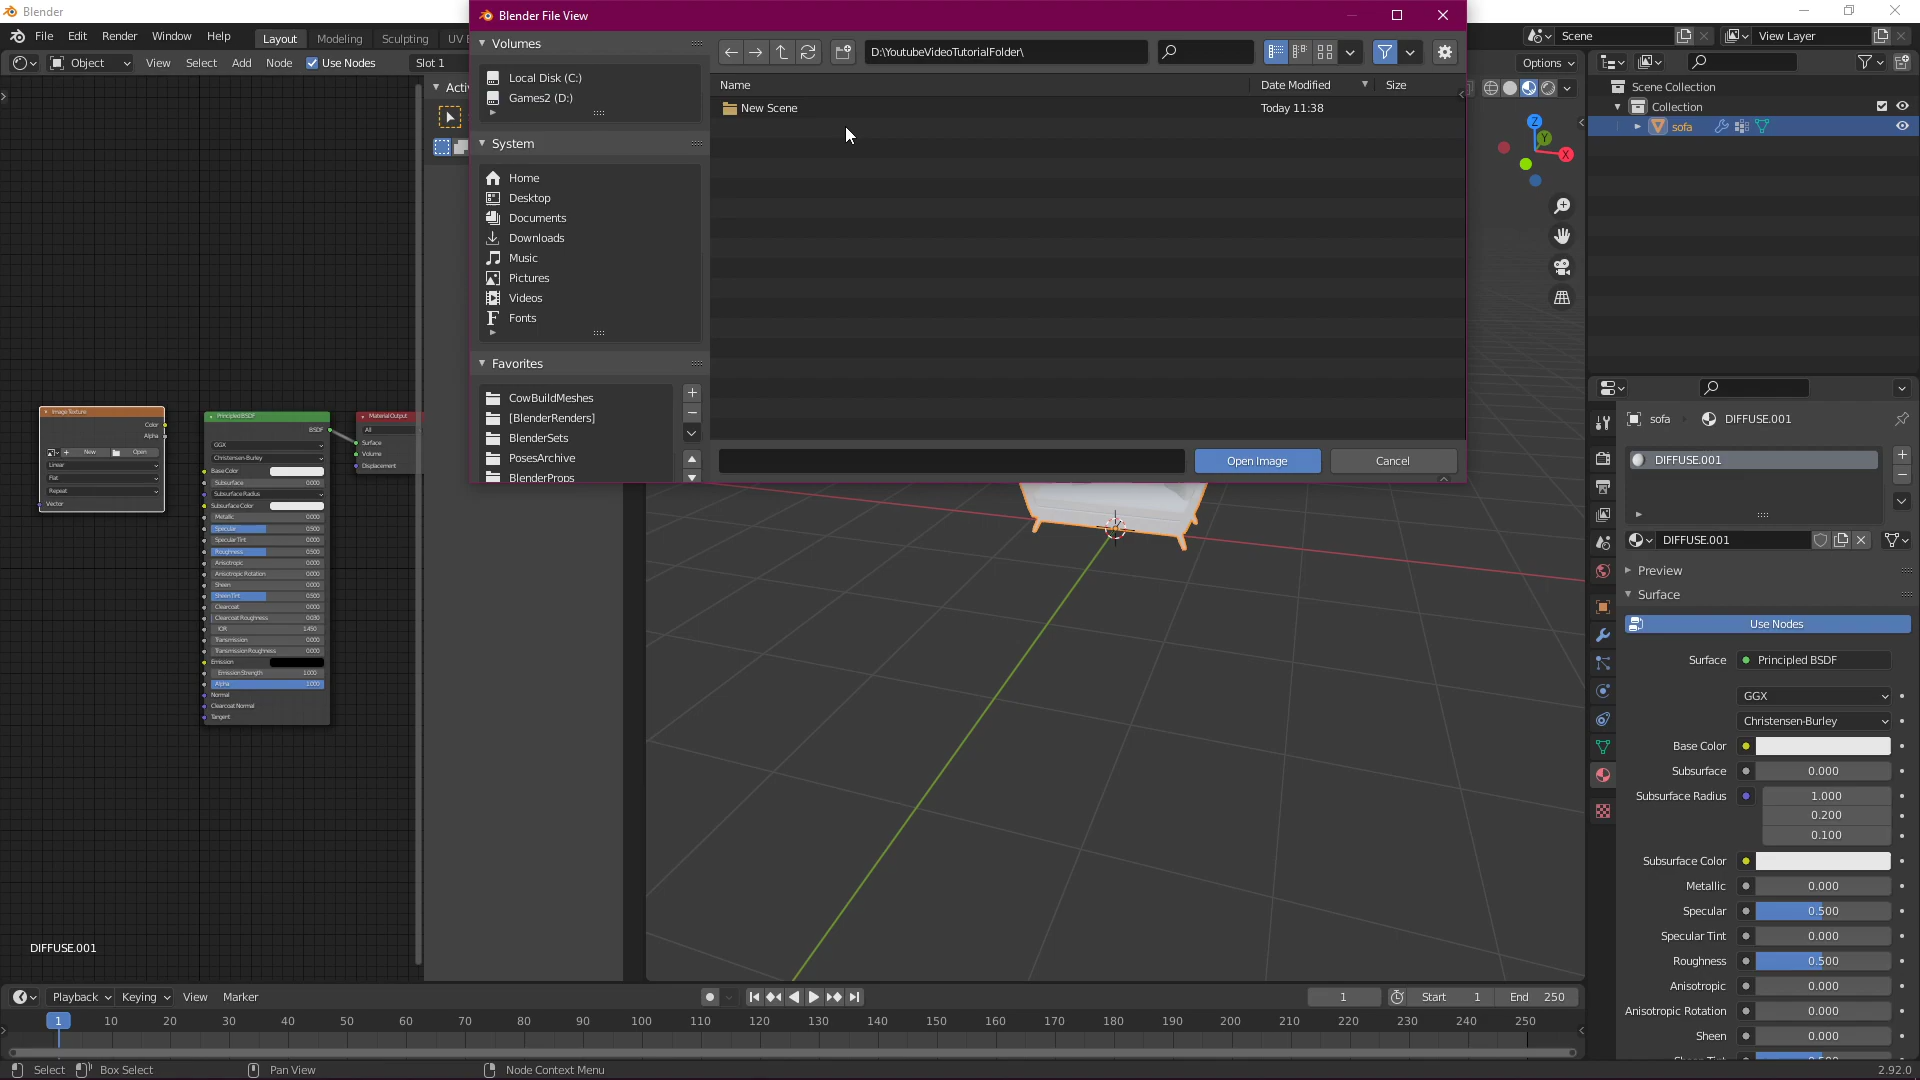 Blender
Blender File View
File Edit Render Window Help Layout Modeling Sculpting
Scene View Layer
Object View Select Add Node Use Nodes Slot 1
Volumes
Local Disk (C:)
Games2 (D:)
System
Home
Desktop
Documents
Downloads
Music
Pictures
Videos
Fonts
Favorites
CowBuildMeshes
[BlenderRenders]
BlenderSets
PosesArchive
BlenderProps
D:\YoutubeVideoTutorialFolder\
Name Date Modified Size
New Scene Today 11:38
Open Image Cancel
Options
Z
Y
X
Scene Collection
Collection
sofa
Image Texture
Color
Alpha
New Open
Linear
Flat
Repeat
Vector
Principled BSDF
BSDF
GGX
Christensen-Burley
Base Color
Subsurface 0.000
Subsurface Radius
Subsurface Color
Metallic 0.000
Specular 0.500
Specular Tint 0.000
Roughness 0.500
Anisotropic 0.000
Anisotropic Rotation 0.000
Sheen 0.000
Sheen Tint 0.500
Clearcoat 0.000
Clearcoat Roughness 0.030
IOR 1.450
Transmission 0.000
Transmission Roughness 0.000
Emission
Emission Strength 1.000
Alpha 1.000
Normal
Clearcoat Normal
Tangent
Material Output
All
Surface
Volume
Displacement
DIFFUSE.001
sofa DIFFUSE.001
DIFFUSE.001
DIFFUSE.001
Preview
Surface
Use Nodes
Surface Principled BSDF
GGX
Christensen-Burley
Base Color
Subsurface 0.000
Subsurface Radius 1.000
0.200
0.100
Subsurface Color
Metallic 0.000
Specular 0.500
Specular Tint 0.000
Roughness 0.500
Anisotropic 0.000
Anisotropic Rotation 0.000
Sheen 0.000
Playback Keying View Marker 1 Start 1 End 250
1 10 20 30 40 50 60 70 80 90 100 110 120 130 140 150 160 170 180 190 200 210 220 230 240 250
Select Box Select Pan View Node Context Menu 2.92.0